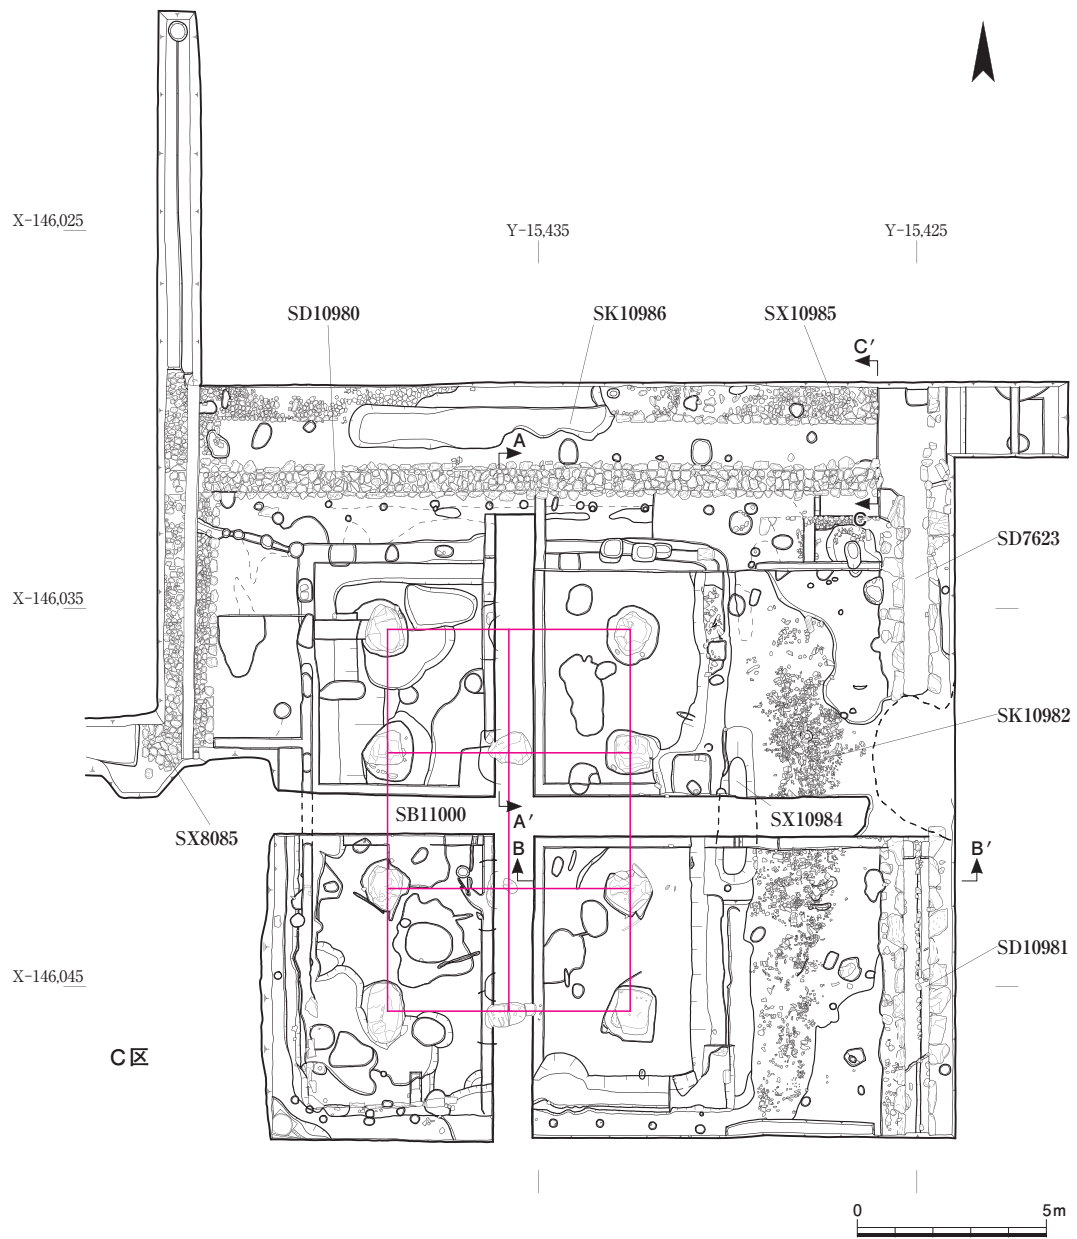 X-146,025
Y-15,435
Y-15,425
SD10980
SK10986
SX10985
C′
A
C
SD7623
X-146,035
SK10982
SB11000
A′
SX10984
SX8085
B
B′
SD10981
X-146,045
C区
0 5m